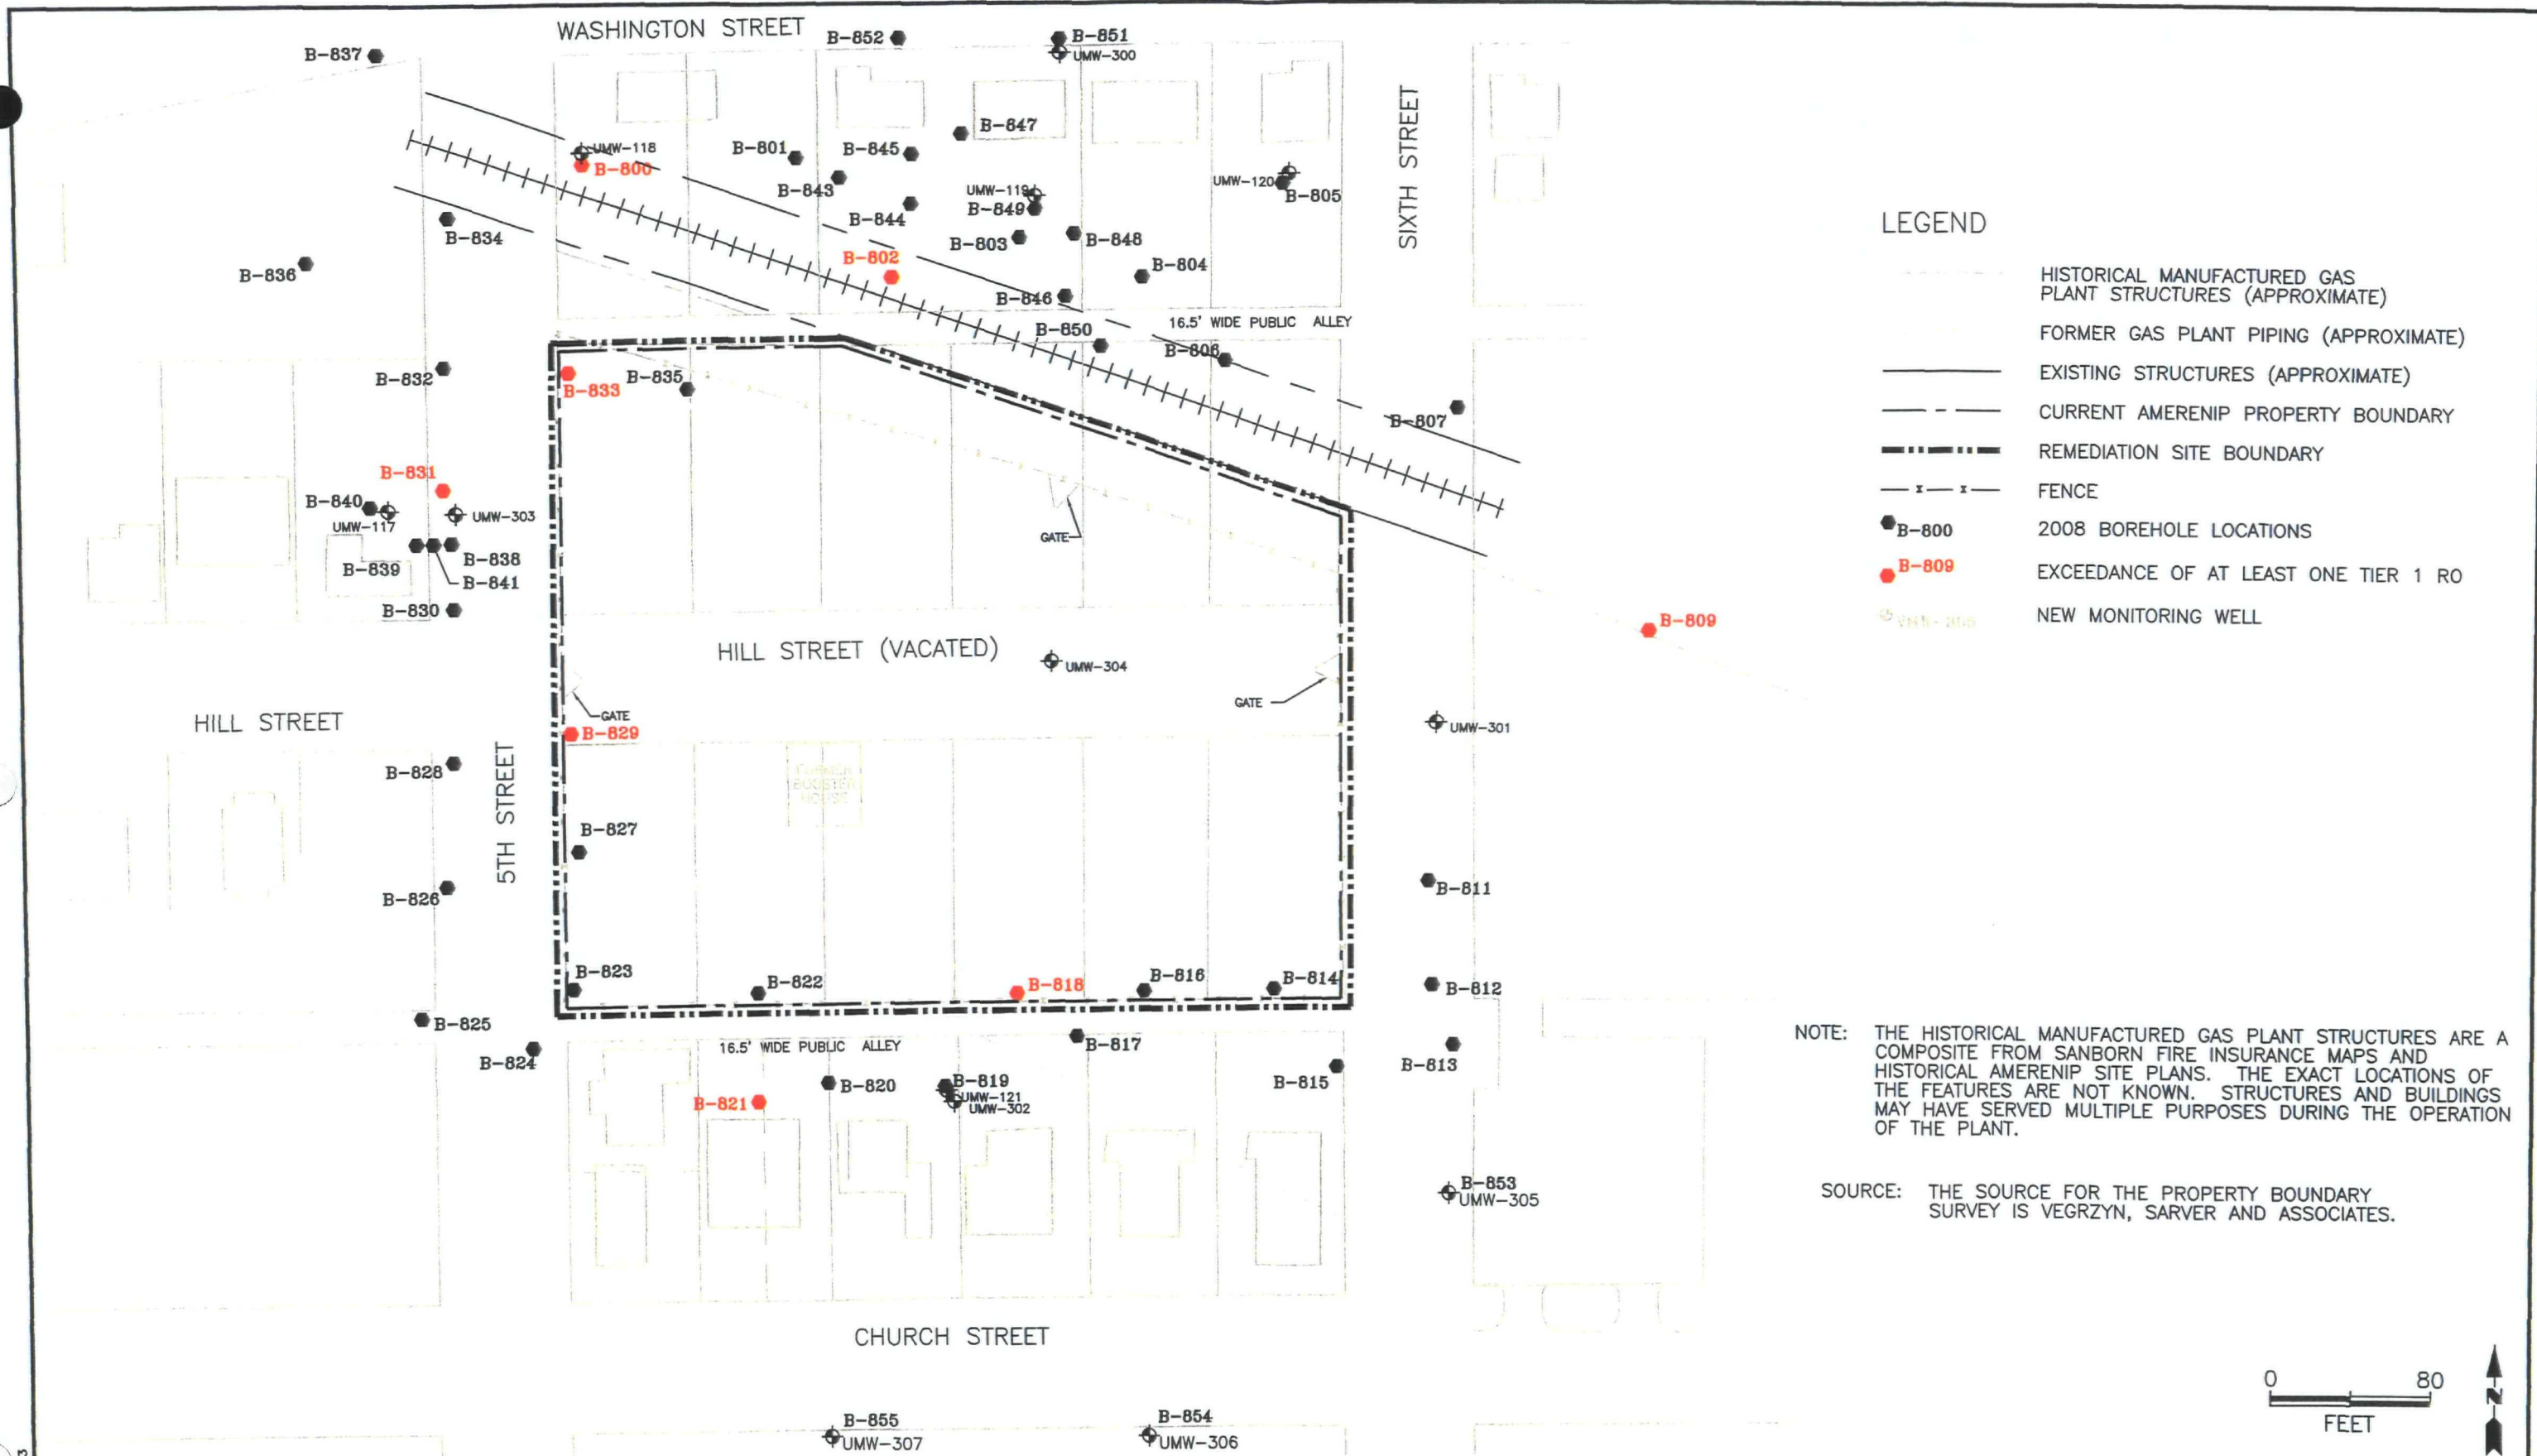 WASHINGTON STREET
B-852
B-851
UMW-300
B-837
B-847
UMW-118
B-800
B-801
B-845
B-843
UMW-119
B-849
B-844
UMW-120
B-805
SIXTH STREET
B-834
B-803
B-848
B-836
B-802
B-804
B-846
16.5' WIDE PUBLIC ALLEY
B-850
B-806
B-832
B-833
B-835
B-807
B-831
B-840
UMW-117
UMW-303
GATE
B-839
B-838
B-841
B-830
B-809
HILL STREET (VACATED)
UMW-304
GATE
GATE
HILL STREET
B-829
UMW-301
5TH STREET
B-828
FORMER
BOOSTER
HOUSE
B-827
B-826
B-811
B-823
B-822
B-818
B-816
B-814
B-812
B-825
B-824
16.5' WIDE PUBLIC ALLEY
B-817
B-813
B-820
B-819
UMW-121
UMW-302
B-815
B-821
B-853
UMW-305
CHURCH STREET
B-855
UMW-307
B-854
UMW-306
LEGEND
HISTORICAL MANUFACTURED GAS
PLANT STRUCTURES (APPROXIMATE)
FORMER GAS PLANT PIPING (APPROXIMATE)
EXISTING STRUCTURES (APPROXIMATE)
CURRENT AMERENIP PROPERTY BOUNDARY
REMEDIATION SITE BOUNDARY
FENCE
B-800 2008 BOREHOLE LOCATIONS
B-809 EXCEEDANCE OF AT LEAST ONE TIER 1 RO
NEW MONITORING WELL
NOTE: THE HISTORICAL MANUFACTURED GAS PLANT STRUCTURES ARE A
COMPOSITE FROM SANBORN FIRE INSURANCE MAPS AND
HISTORICAL AMERENIP SITE PLANS. THE EXACT LOCATIONS OF
THE FEATURES ARE NOT KNOWN. STRUCTURES AND BUILDINGS
MAY HAVE SERVED MULTIPLE PURPOSES DURING THE OPERATION
OF THE PLANT.
SOURCE: THE SOURCE FOR THE PROPERTY BOUNDARY
SURVEY IS VEGRZYN, SARVER AND ASSOCIATES.
0 80
FEET
N
3